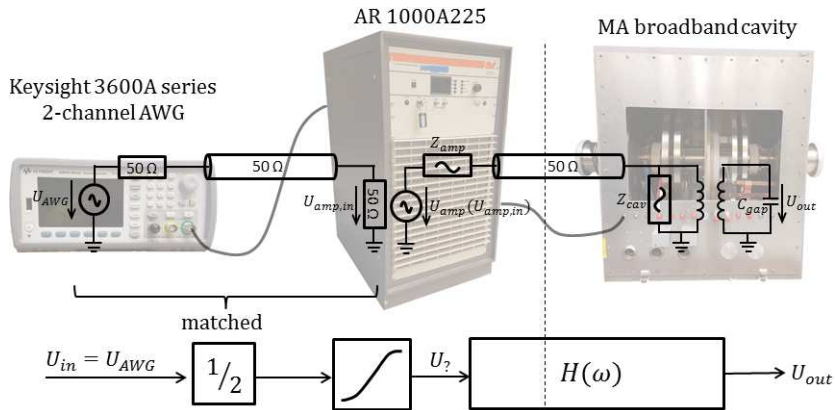 AR 1000A225
MA broadband cavity
Keysight 3600A series
2-channel AWG
50 Ω
50 Ω
Z_amp
50 Ω
U_AWG
U_amp,in
50 Ω
U_amp(U_amp,in)
Z_cav
C_gap
U_out
matched
U_in = U_AWG
1/2
U_?
H(ω)
U_out